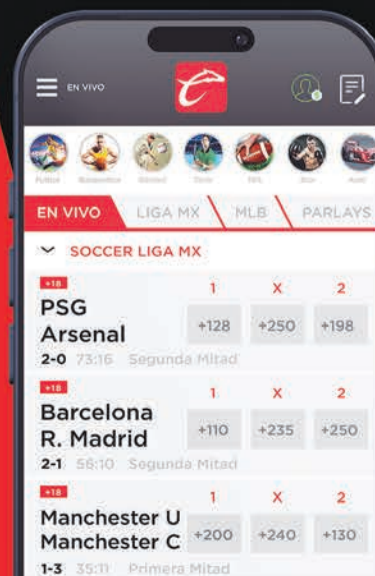 EN VIVO
EN VIVO LIGA MX MLB PARLAYS
SOCCER LIGA MX
+18 1 X 2
PSG
Arsenal +128 +250 +198
2-0 73:16 Segunda Mitad
+18 1 X 2
Barcelona
R. Madrid +110 +235 +250
2-1 56:10 Segunda Mitad
+18 1 X 2
Manchester U
Manchester C +200 +240 +130
1-3 35:11 Primera Mitad